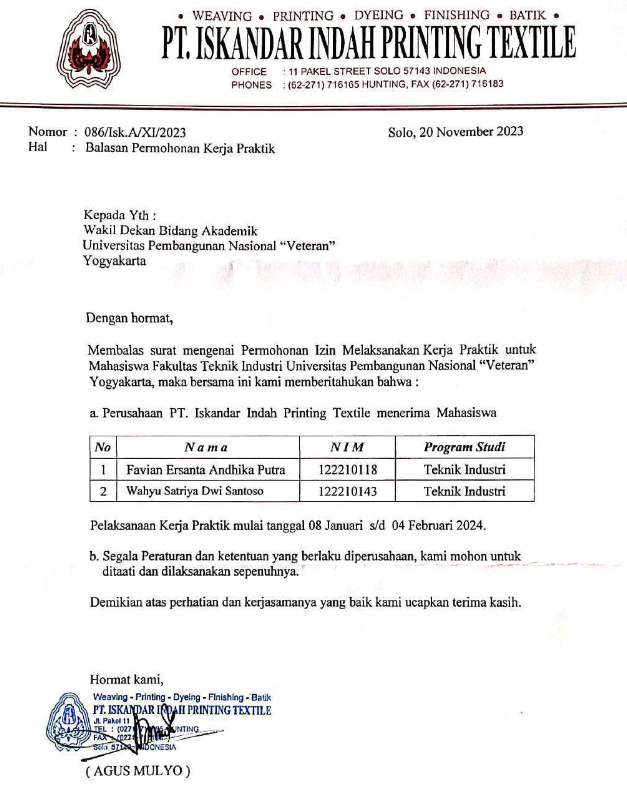 • WEAVING • PRINTING • DYEING • FINISHING • BATIK •
PT. ISKANDAR INDAH PRINTING TEXTILE
OFFICE : 11 PAKEL STREET SOLO 57143 INDONESIA
PHONES : (62-271) 716165 HUNTING, FAX (62-271) 716183
Nomor : 086/Isk.A/XI/2023 Solo, 20 November 2023
Hal : Balasan Permohonan Kerja Praktik
Kepada Yth :
Wakil Dekan Bidang Akademik
Universitas Pembangunan Nasional “Veteran”
Yogyakarta
Dengan hormat,
Membalas surat mengenai Permohonan Izin Melaksanakan Kerja Praktik untuk
Mahasiswa Fakultas Teknik Industri Universitas Pembangunan Nasional “Veteran”
Yogyakarta, maka bersama ini kami memberitahukan bahwa :
a. Perusahaan PT. Iskandar Indah Printing Textile menerima Mahasiswa
No Nama NIM Program Studi
1 Favian Ersanta Andhika Putra 122210118 Teknik Industri
2 Wahyu Satriya Dwi Santoso 122210143 Teknik Industri
Pelaksanaan Kerja Praktik mulai tanggal 08 Januari s/d 04 Februari 2024.
b. Segala Peraturan dan ketentuan yang berlaku diperusahaan, kami mohon untuk
ditaati dan dilaksanakan sepenuhnya.
Demikian atas perhatian dan kerjasamanya yang baik kami ucapkan terima kasih.
Hormat kami,
Weaving - Printing - Dyeing - Finishing - Batik
PT. ISKANDAR INDAH PRINTING TEXTILE
Jl. Pakel 11
TEL : (027 HUNTING
FAX : (02
Solo 57143 INDONESIA
( AGUS MULYO )